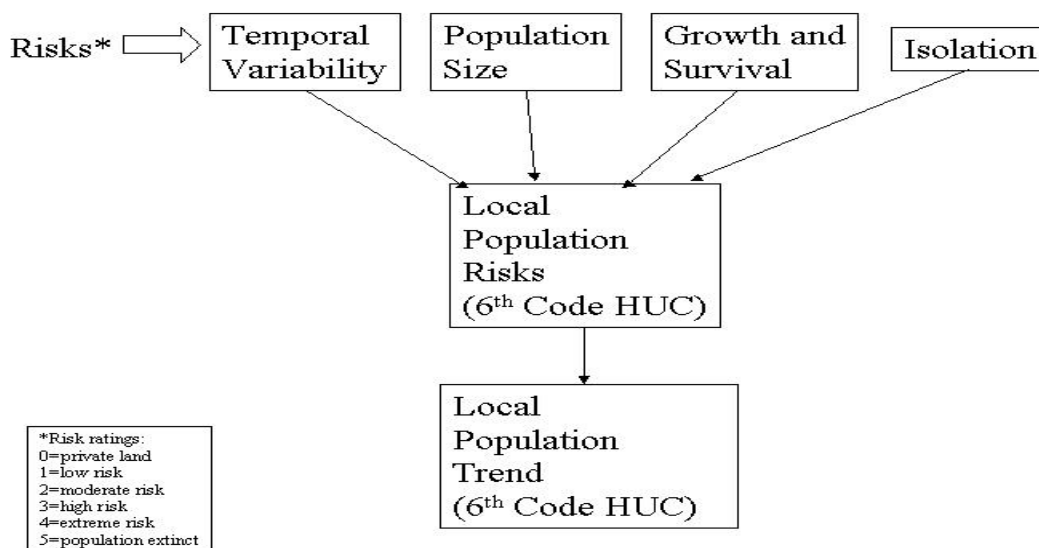 Risks*
Temporal
Variability
Population
Size
Growth and
Survival
Isolation
Local
Population
Risks
(6th Code HUC)
Local
Population
Trend
(6th Code HUC)
*Risk ratings:
0=private land
1=low risk
2=moderate risk
3=high risk
4=extreme risk
5=population extinct